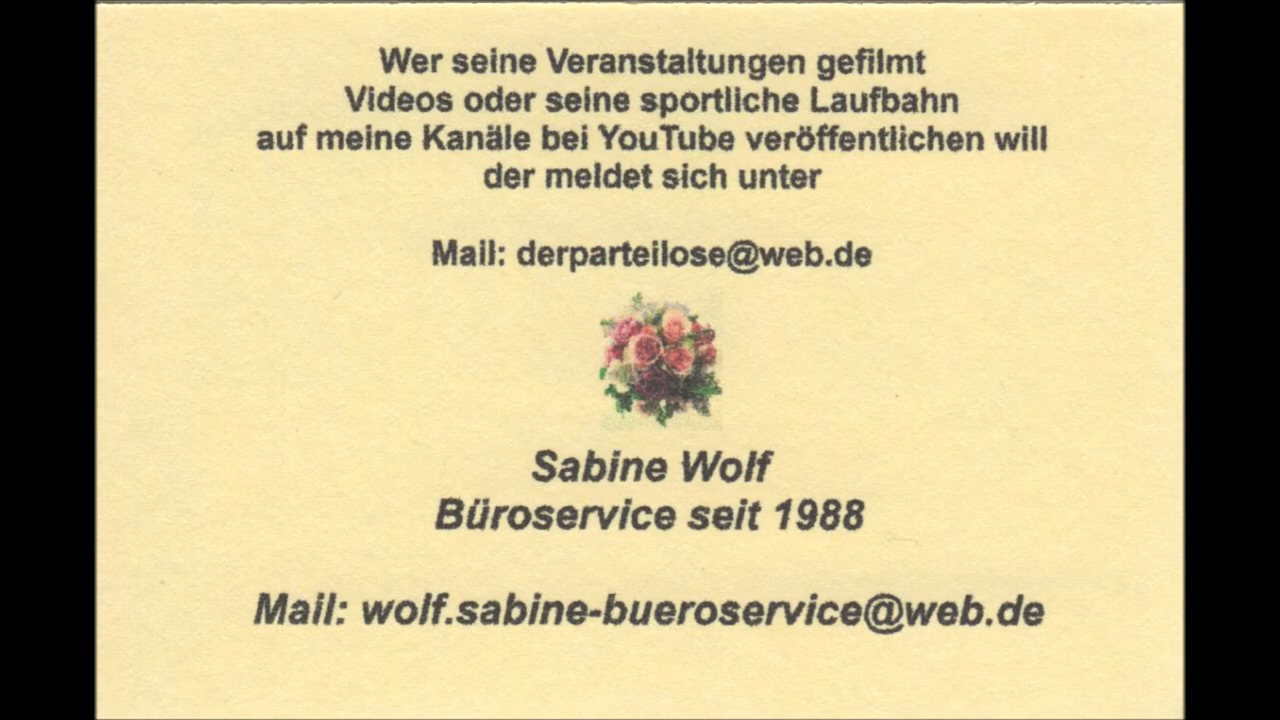 Wer seine Veranstaltungen gefilmt
Videos oder seine sportliche Laufbahn
auf meine Kanäle bei YouTube veröffentlichen will
der meldet sich unter
Mail: derparteilose@web.de
Sabine Wolf
Büroservice seit 1988
Mail: wolf.sabine-bueroservice@web.de